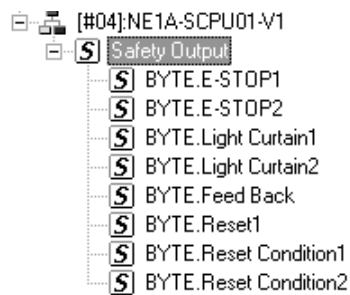 [#04]:NE1A-SCPU01-V1
S Safety Output
S BYTE.E-STOP1
S BYTE.E-STOP2
S BYTE.Light Curtain1
S BYTE.Light Curtain2
S BYTE.Feed Back
S BYTE.Reset1
S BYTE.Reset Condition1
S BYTE.Reset Condition2